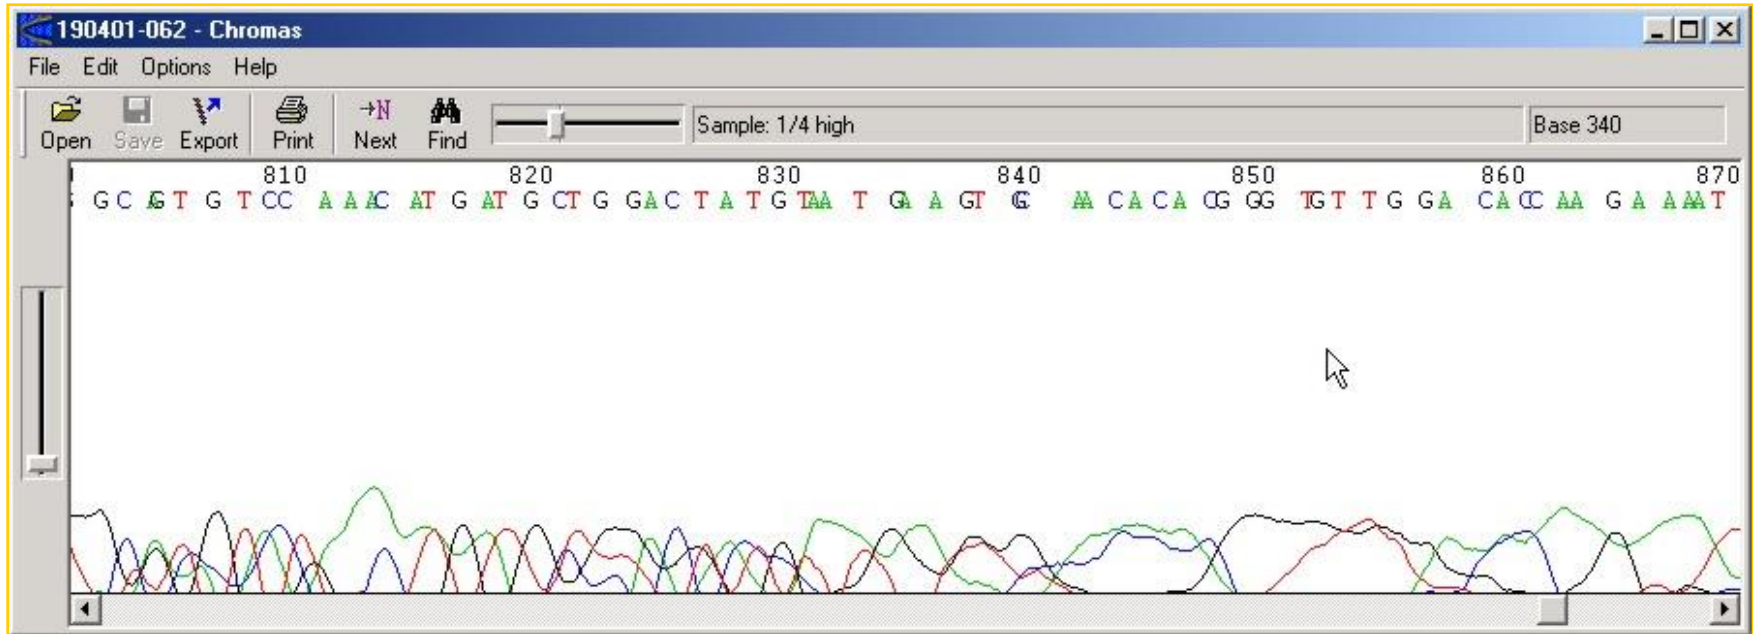 190401-062 - Chromas
File Edit Options Help
Open Save Export Print →N Next Find Sample: 1/4 high Base 340
810 820 830 840 850 860 870
G C A G T G T C C A A A C A T G A T G C T G G A C T A T G T A A T G A A G T G C A A C A C A C G G G T G T T G G A C A C C A A G A A A A T